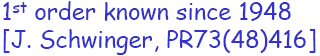 1st order known since 1948
[J. Schwinger, PR73(48)416]